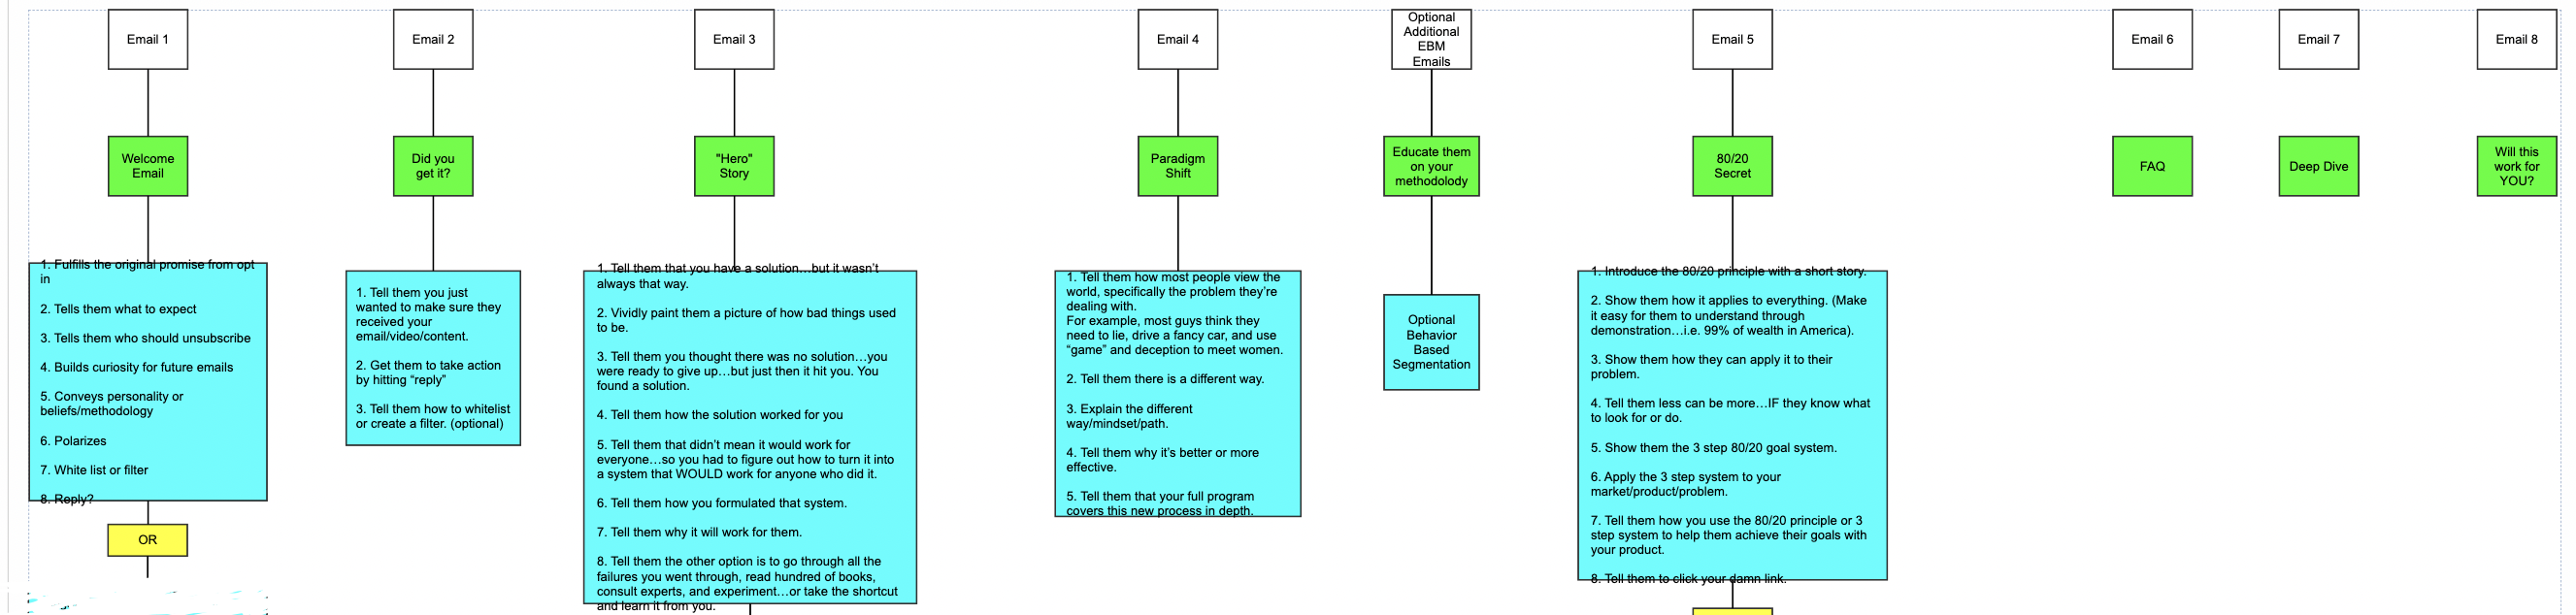 Email 1
Email 2
Email 3
Email 4
Optional
Additional
EBM
Emails
Email 5
Email 6
Email 7
Email 8
Welcome
Email
Did you
get it?
"Hero"
Story
Paradigm
Shift
Educate them
on your
methodolody
80/20
Secret
FAQ
Deep Dive
Will this
work for
YOU?
1. Fulfills the original promise from opt
in
2. Tells them what to expect
3. Tells them who should unsubscribe
4. Builds curiosity for future emails
5. Conveys personality or
beliefs/methodology
6. Polarizes
7. White list or filter
8. Reply?
OR
1. Tell them you just
wanted to make sure they
received your
email/video/content.
2. Get them to take action
by hitting “reply”
3. Tell them how to whitelist
or create a filter. (optional)
1. Tell them that you have a solution…but it wasn’t
always that way.
2. Vividly paint them a picture of how bad things used
to be.
3. Tell them you thought there was no solution…you
were ready to give up…but just then it hit you. You
found a solution.
4. Tell them how the solution worked for you
5. Tell them that didn’t mean it would work for
everyone…so you had to figure out how to turn it into
a system that WOULD work for anyone who did it.
6. Tell them how you formulated that system.
7. Tell them why it will work for them.
8. Tell them the other option is to go through all the
failures you went through, read hundred of books,
consult experts, and experiment…or take the shortcut
and learn it from you.
1. Tell them how most people view the
world, specifically the problem they’re
dealing with.
For example, most guys think they
need to lie, drive a fancy car, and use
“game” and deception to meet women.
2. Tell them there is a different way.
3. Explain the different
way/mindset/path.
4. Tell them why it’s better or more
effective.
5. Tell them that your full program
covers this new process in depth.
Optional
Behavior
Based
Segmentation
1. Introduce the 80/20 principle with a short story.
2. Show them how it applies to everything. (Make
it easy for them to understand through
demonstration…i.e. 99% of wealth in America).
3. Show them how they can apply it to their
problem.
4. Tell them less can be more…IF they know what
to look for or do.
5. Show them the 3 step 80/20 goal system.
6. Apply the 3 step system to your
market/product/problem.
7. Tell them how you use the 80/20 principle or 3
step system to help them achieve their goals with
your product.
8. Tell them to click your damn link.